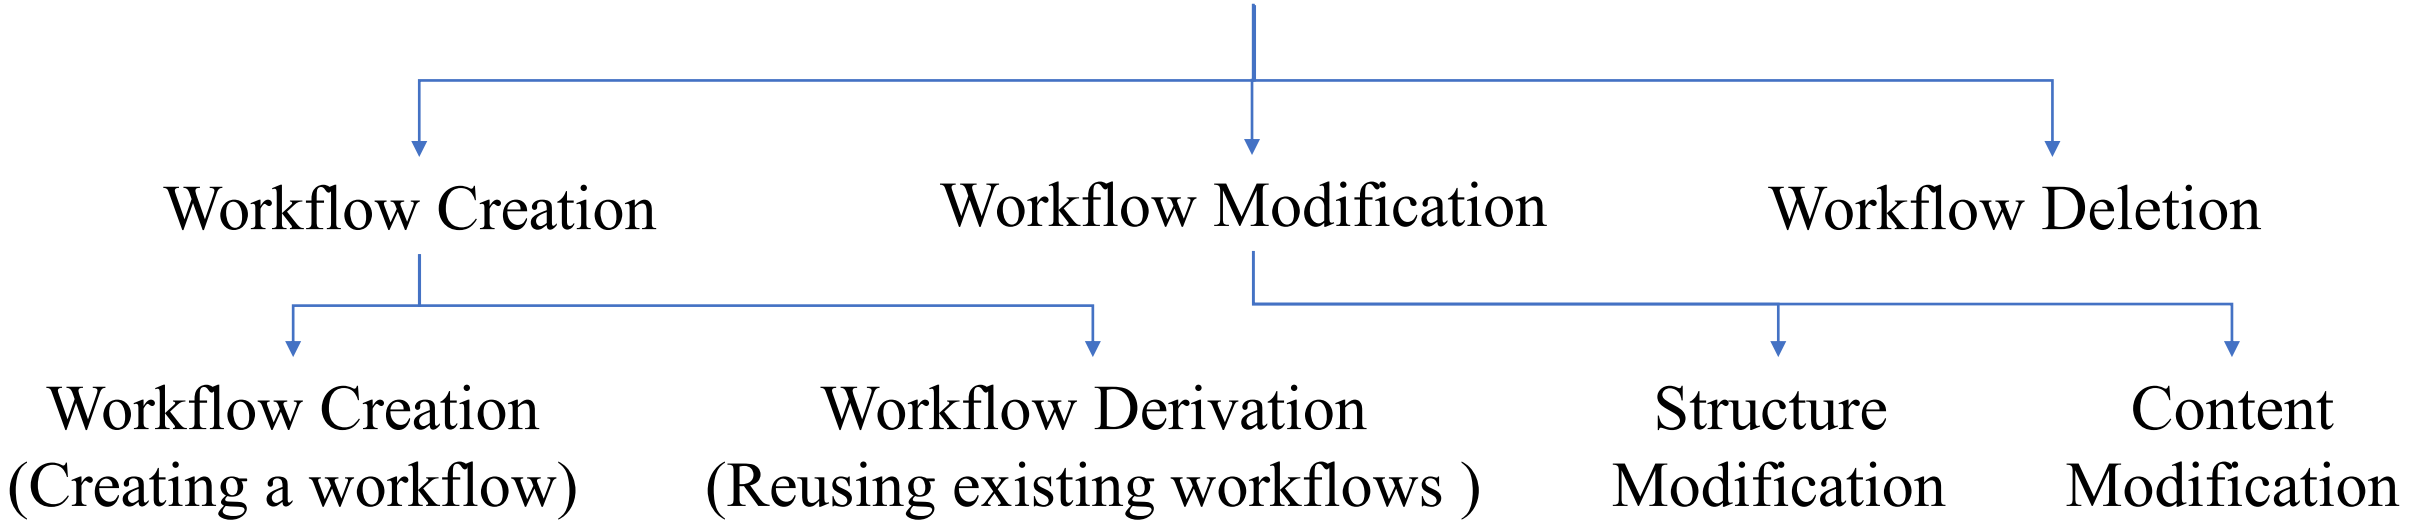 Workflow Creation
Workflow Modification
Workflow Deletion
Workflow Creation
(Creating a workflow)
Workflow Derivation
(Reusing existing workflows )
Structure
Modification
Content
Modification